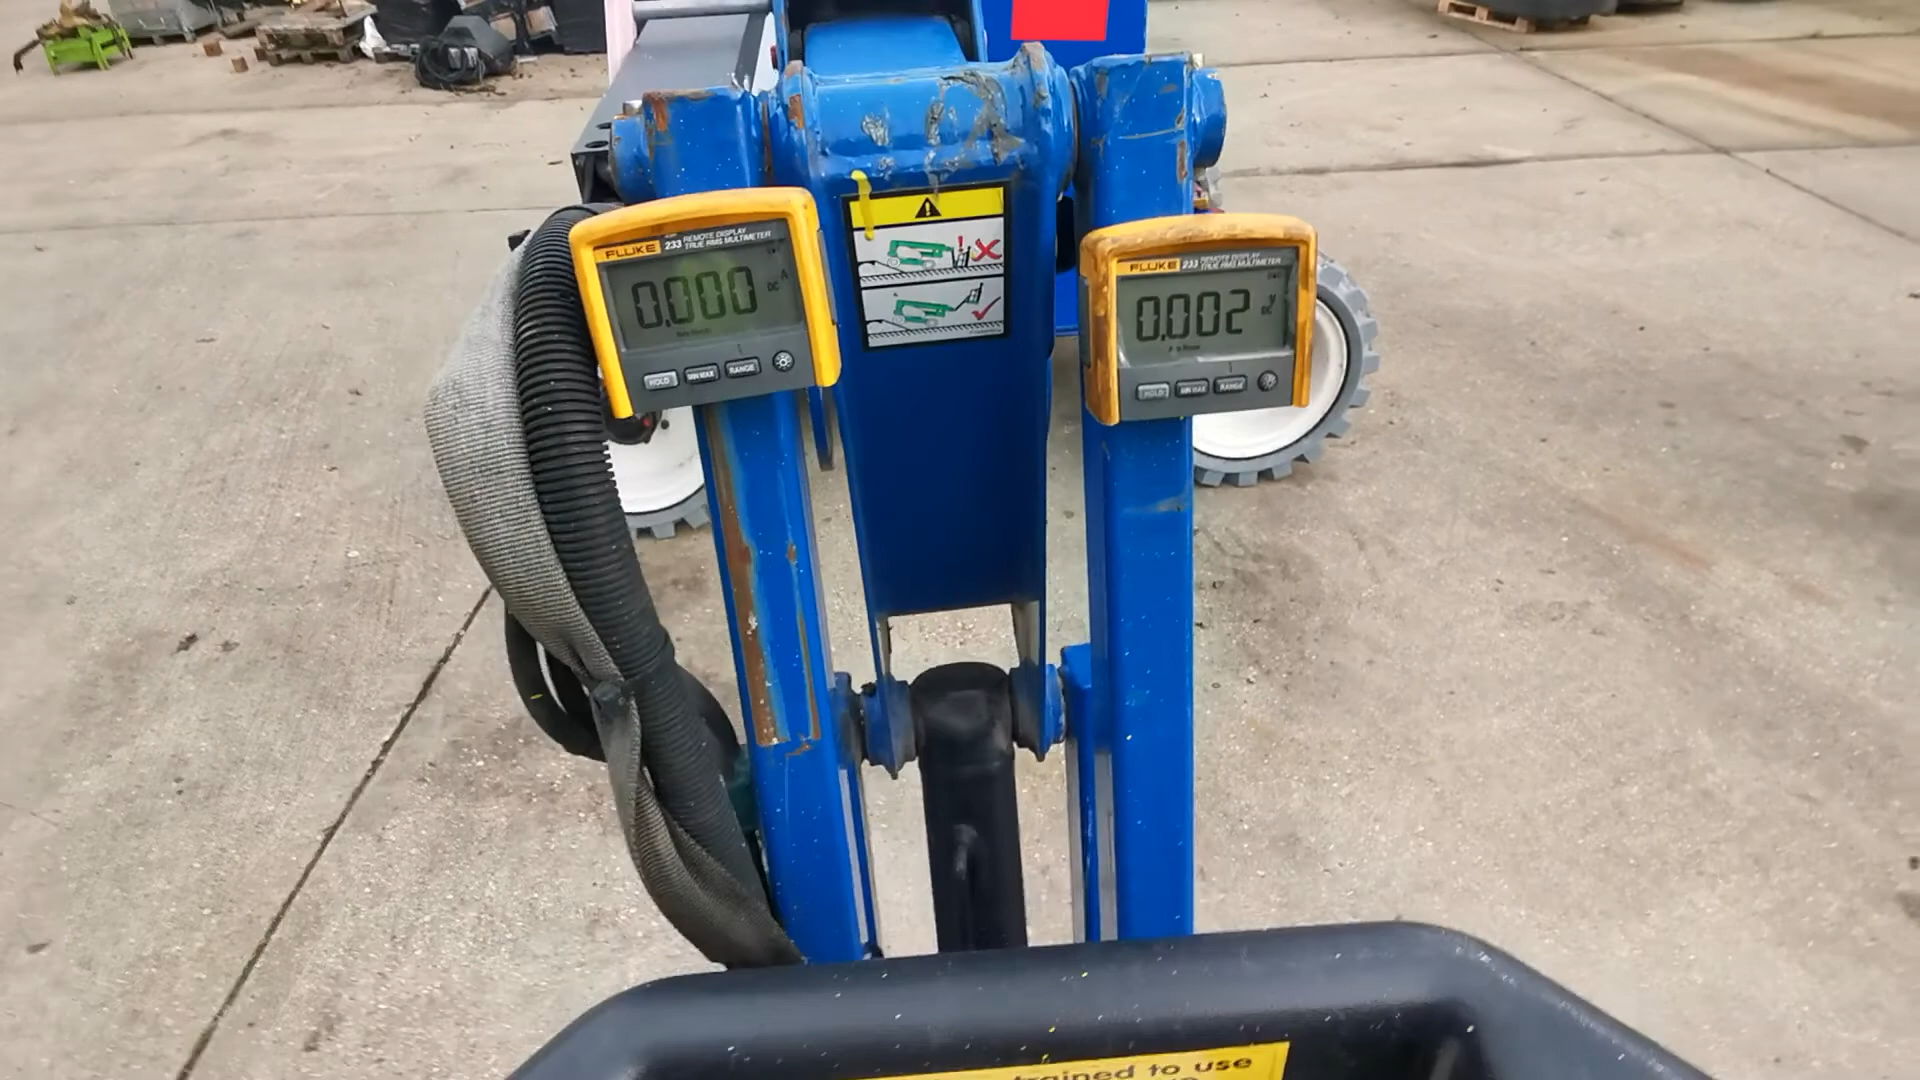 FLUKE 233 REMOTE DISPLAY
TRUE RMS MULTIMETER
0.000 DC A
HOLD MIN MAX RANGE
FLUKE 233 REMOTE DISPLAY
TRUE RMS MULTIMETER
0.002 DC V
HOLD MIN MAX RANGE
trained to use